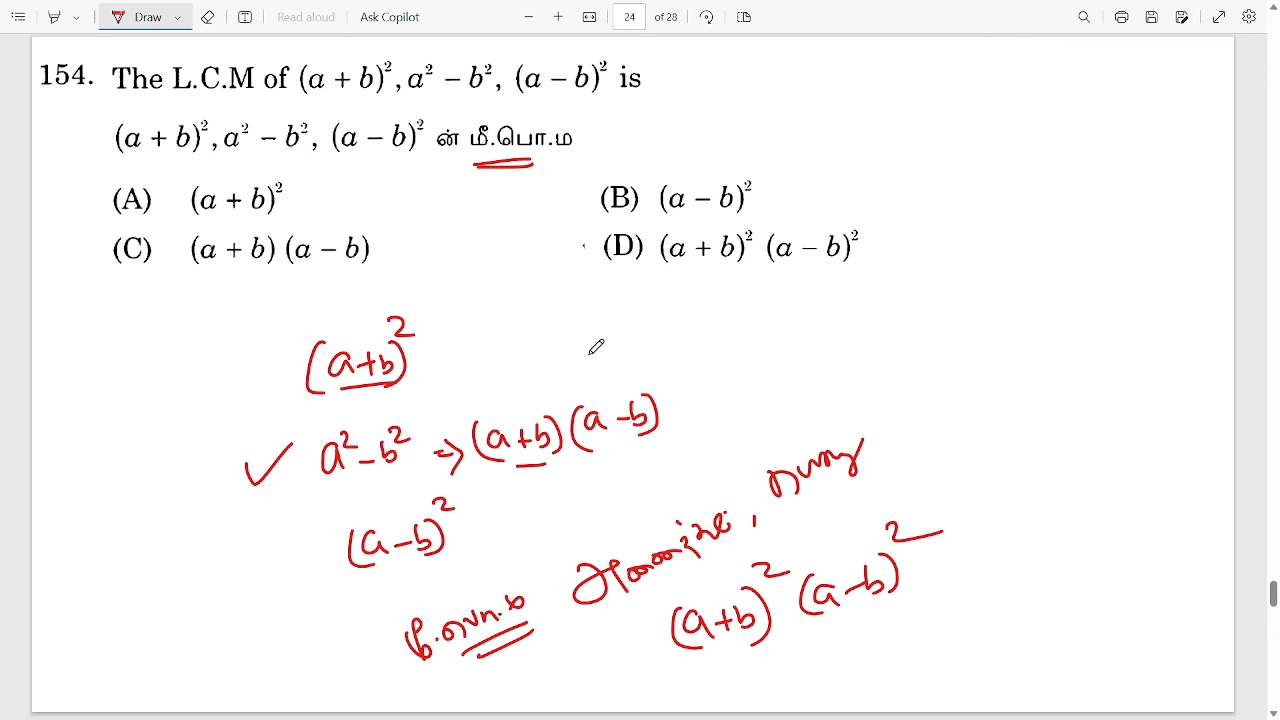 Draw
Read aloud
Ask Copilot
24 of 28
154. The L.C.M of (a + b)², a² − b², (a − b)² is
(a + b)², a² − b², (a − b)² ன் மீ.பொ.ம
(A) (a + b)² (B) (a − b)²
(C) (a + b) (a − b) (D) (a + b)² (a − b)²
(a+b)²
a²−b² ⇒ (a+b)(a−b)
(a−b)²
(a+b)² (a−b)²